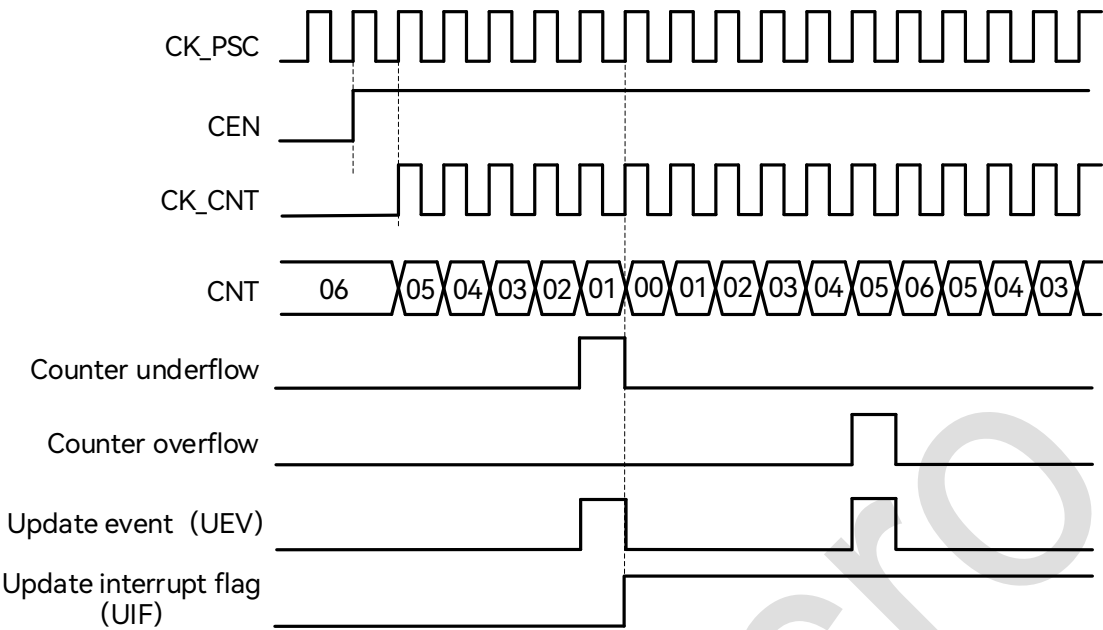 CK_PSC
CEN
CK_CNT
CNT 06 05 04 03 02 01 00 01 02 03 04 05 06 05 04 03
Counter underflow
Counter overflow
Update event（UEV）
Update interrupt flag
（UIF）
ro